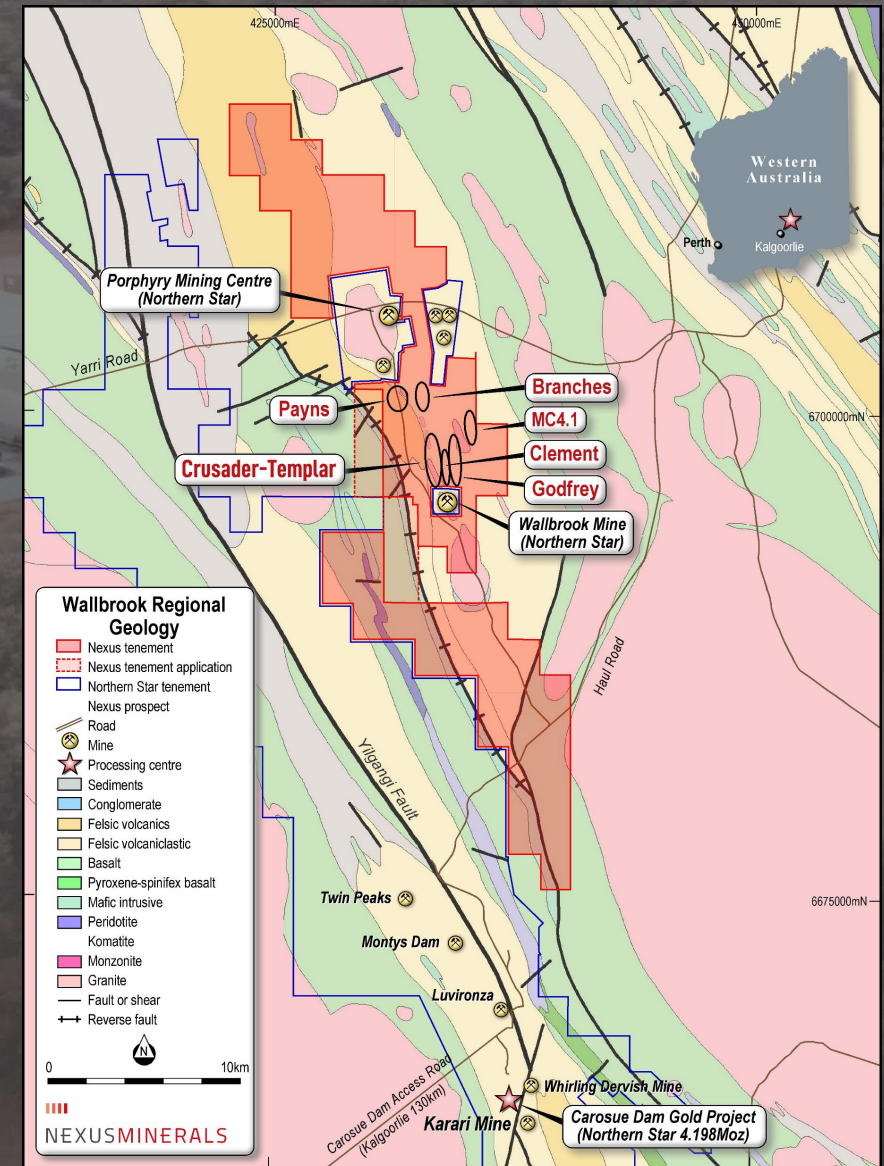 425000mE
450000mE
Western
Australia
Perth
Kalgoorlie
Porphyry Mining Centre
(Northern Star)
Yarri Road
Branches
Payns
MC4.1
6700000mN
Crusader-Templar
Clement
Godfrey
Wallbrook Mine
(Northern Star)
Haul Road
Yilgangi Fault
Wallbrook Regional
Geology
Nexus tenement
Nexus tenement application
Northern Star tenement
Nexus prospect
Road
Mine
Processing centre
Sediments
Conglomerate
Felsic volcanics
Felsic volcaniclastic
Basalt
Pyroxene-spinifex basalt
Mafic intrusive
Peridotite
Komatite
Monzonite
Granite
Fault or shear
Reverse fault
N
0 10km
NEXUSMINERALS
6675000mN
Twin Peaks
Montys Dam
Luvironza
Carosue Dam Access Road
(Kalgoorlie 130km)
Whirling Dervish Mine
Karari Mine
Carosue Dam Gold Project
(Northern Star 4.198Moz)